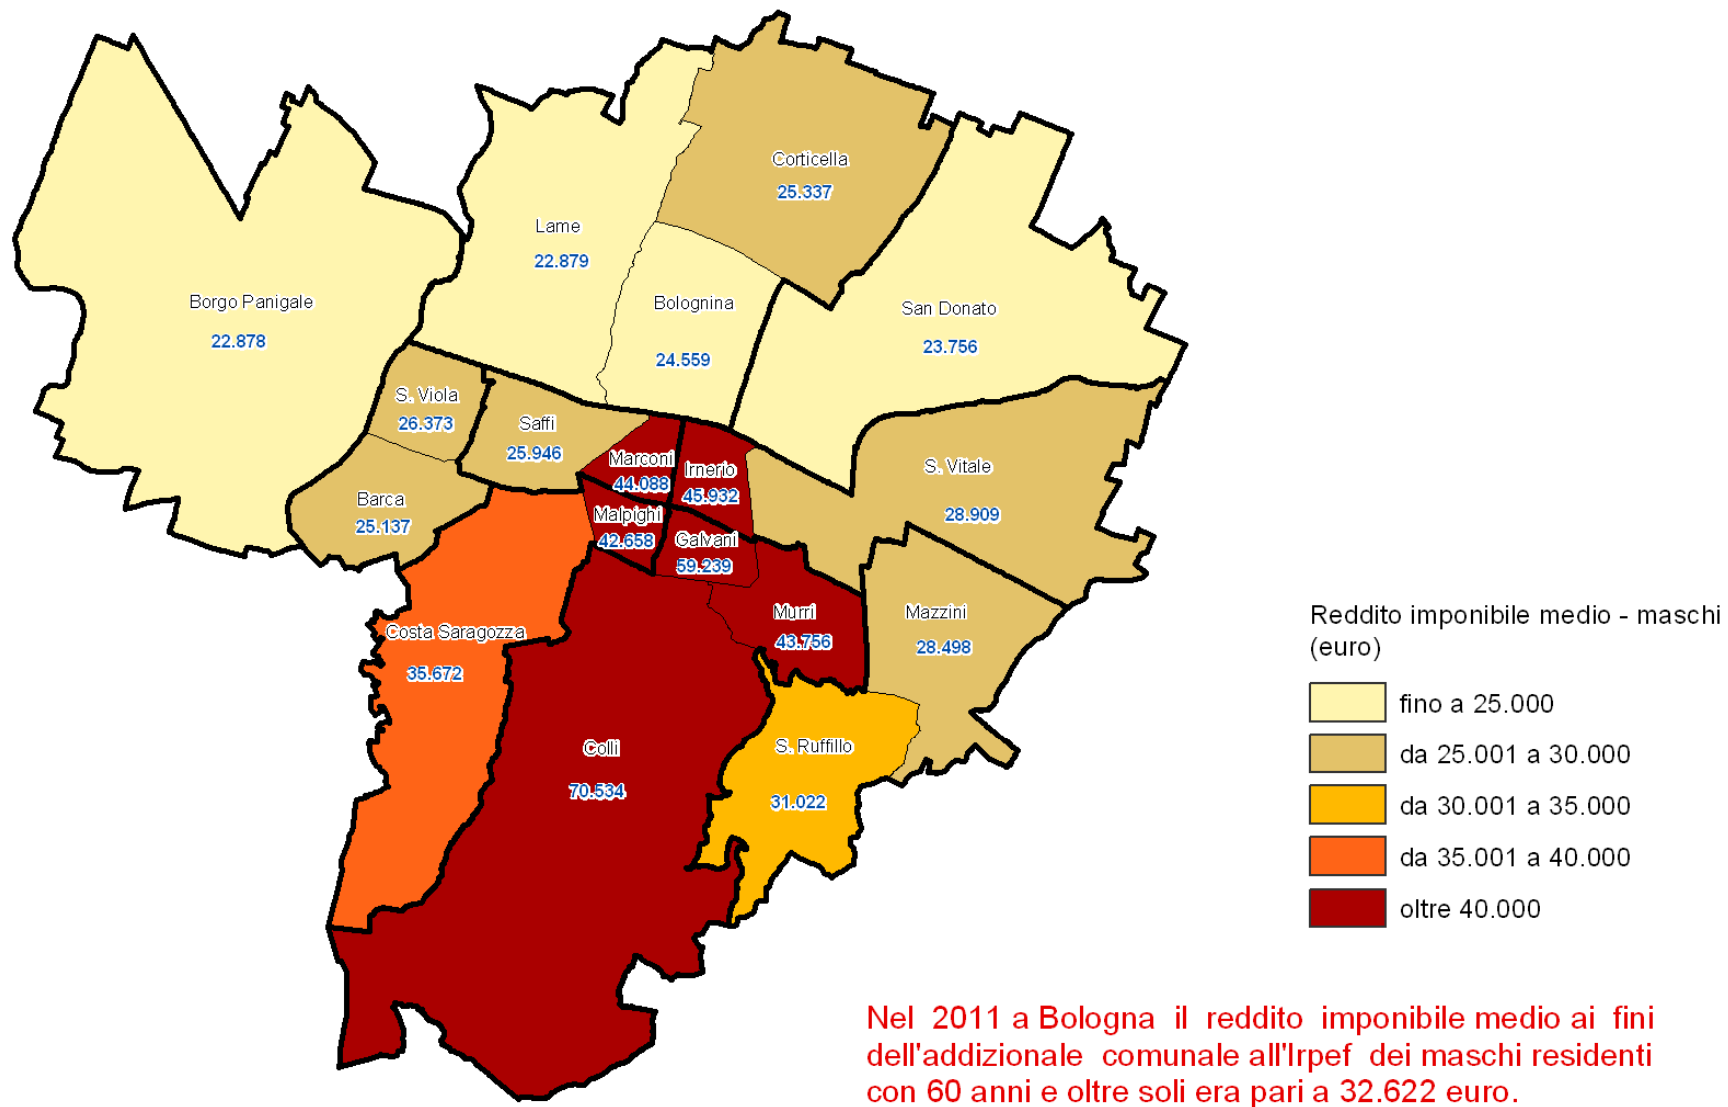 Corticella
25.337
Lame
22.879
Borgo Panigale
22.878
Bolognina
24.559
San Donato
23.756
S. Viola
26.373
Saffi
25.946
Marconi
44.088
Irnerio
45.932
S. Vitale
28.909
Barca
25.137
Malpighi
42.658
Galvani
59.239
Murri
43.756
Mazzini
28.498
Costa Saragozza
35.672
Colli
70.534
S. Ruffillo
31.022
Reddito imponibile medio - maschi
(euro)
fino a 25.000
da 25.001 a 30.000
da 30.001 a 35.000
da 35.001 a 40.000
oltre 40.000
Nel 2011 a Bologna il reddito imponibile medio ai fini
dell'addizionale comunale all'Irpef dei maschi residenti
con 60 anni e oltre soli era pari a 32.622 euro.